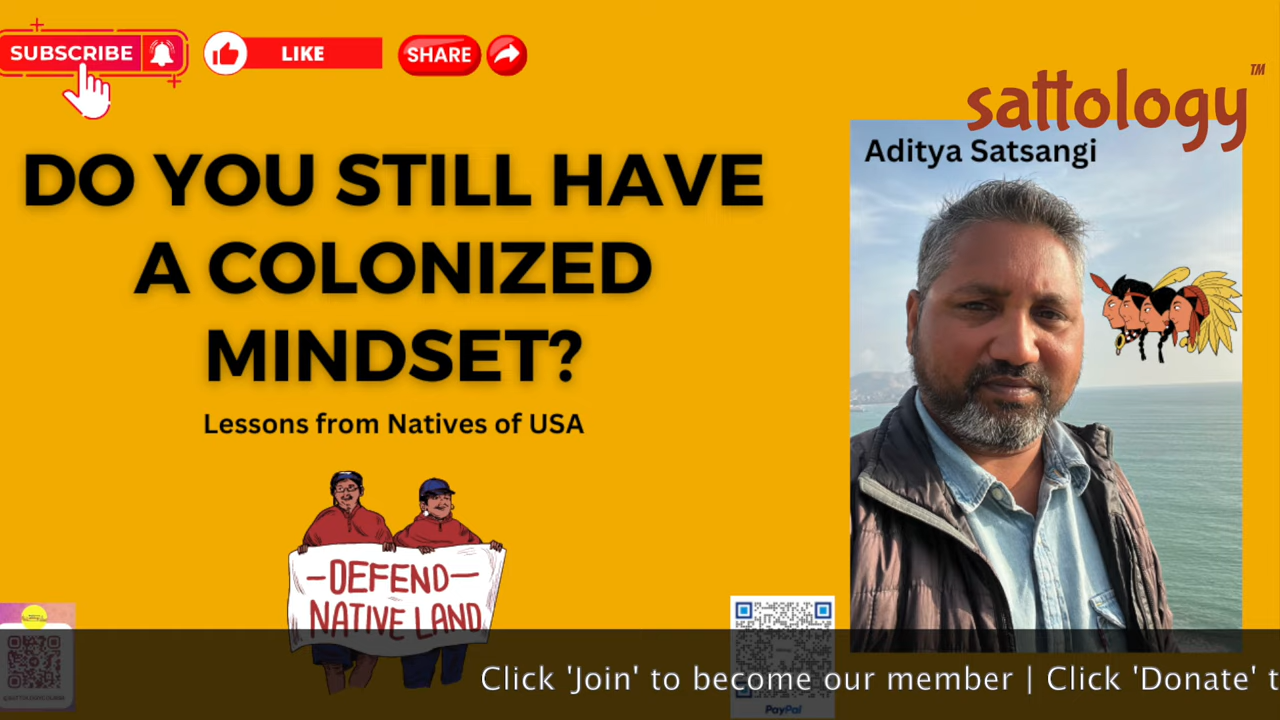 SUBSCRIBE
LIKE
SHARE
sattology™
Aditya Satsangi
DO YOU STILL HAVE
A COLONIZED
MINDSET?
Lessons from Natives of USA
-DEFEND-
NATIVE LAND
Click 'Join' to become our member | Click 'Donate' t
PayPal